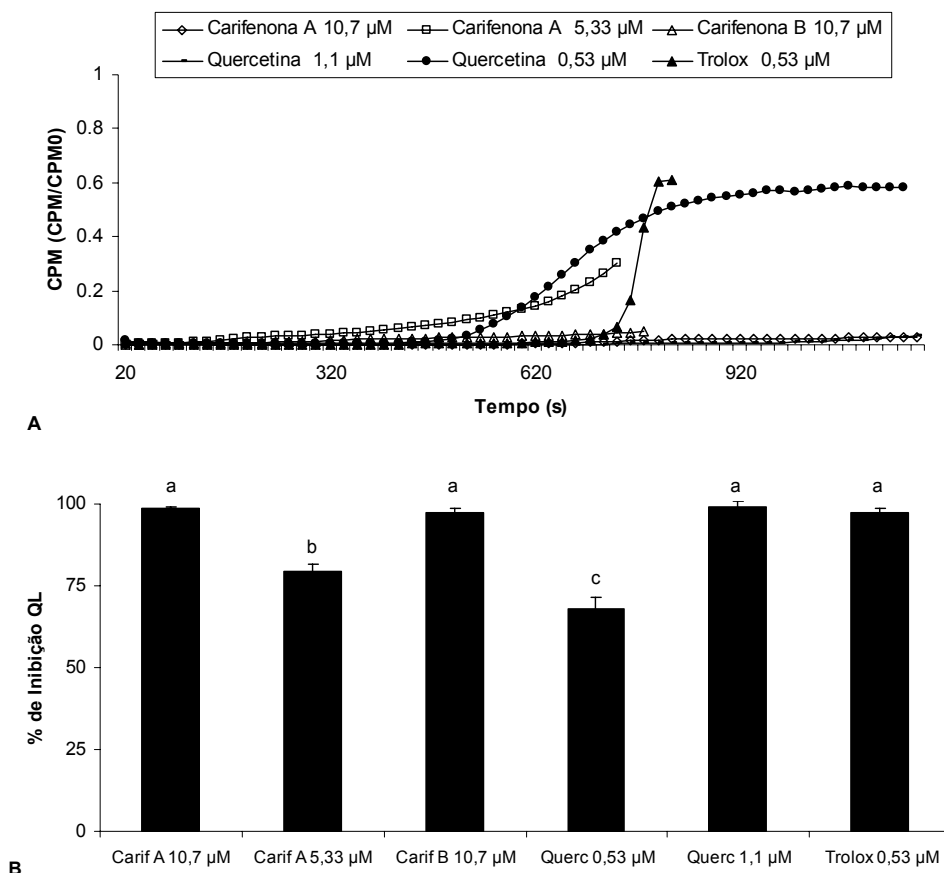 Carifenona A 10,7 µM Carifenona A 5,33 µM Carifenona B 10,7 µM
Quercetina 1,1 µM Quercetina 0,53 µM Trolox 0,53 µM
1
0.8
0.6
0.4
0.2
0
CPM (CPM/CPM0)
20 320 620 920
Tempo (s)
A
100
75
50
25
0
% de Inibição QL
a b a c a a
Carif A 10,7 µM Carif A 5,33 µM Carif B 10,7 µM Querc 0,53 µM Querc 1,1 µM Trolox 0,53 µM
B